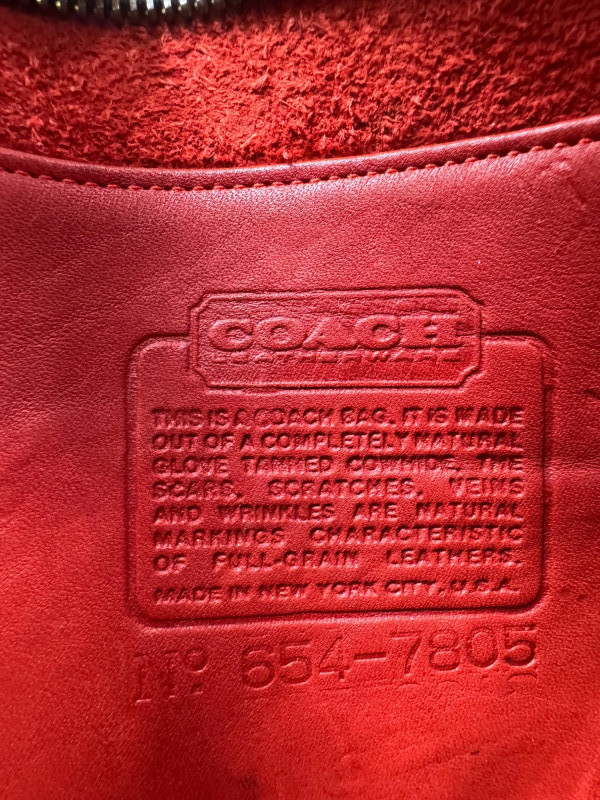 COACH
LEATHERWARE
THIS IS A COACH BAG. IT IS MADE
OUT OF A COMPLETELY NATURAL
GLOVE TANNED COWHIDE, THE
SCARS, SCRATCHES, VEINS
AND WRINKLES ARE NATURAL
MARKINGS CHARACTERISTIC
OF FULL-GRAIN LEATHERS.
MADE IN NEW YORK CITY, U.S.A.
Nº 654-7805